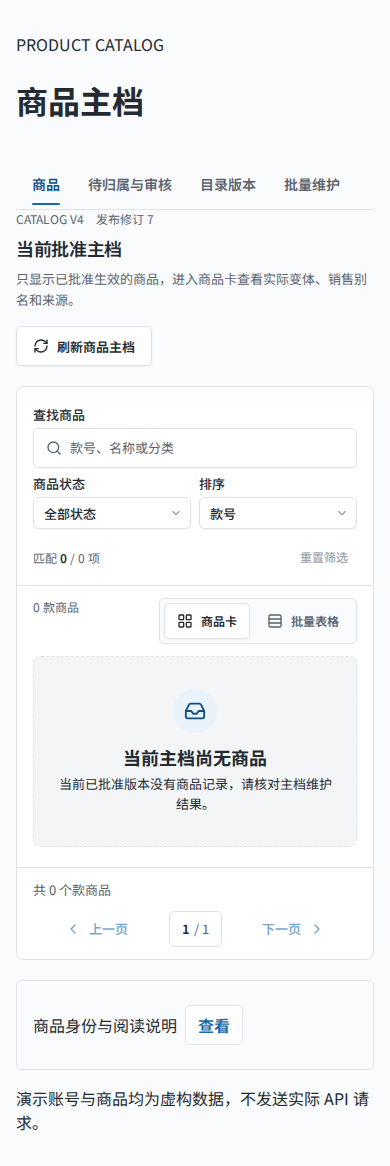 PRODUCT CATALOG
商品主档
商品 待归属与审核 目录版本 批量维护
CATALOG V4 发布修订 7
当前批准主档
只显示已批准生效的商品，进入商品卡查看实际变体、销售别
名和来源。
刷新商品主档
查找商品
款号、名称或分类
商品状态 排序
全部状态 款号
匹配 0 / 0 项 重置筛选
0 款商品 商品卡 批量表格
当前主档尚无商品
当前已批准版本没有商品记录，请核对主档维护
结果。
共 0 个款商品
上一页 1 / 1 下一页
商品身份与阅读说明 查看
演示账号与商品均为虚构数据，不发送实际 API 请
求。